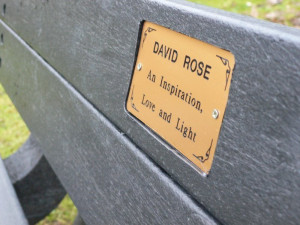 DAVID ROSE
An Inspiration,
Love and Light